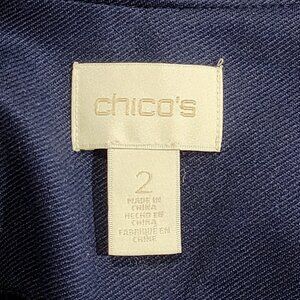 chico's
2
MADE IN
CHINA
HECHO EN
CHINA
FABRIQUÉ EN
CHINE